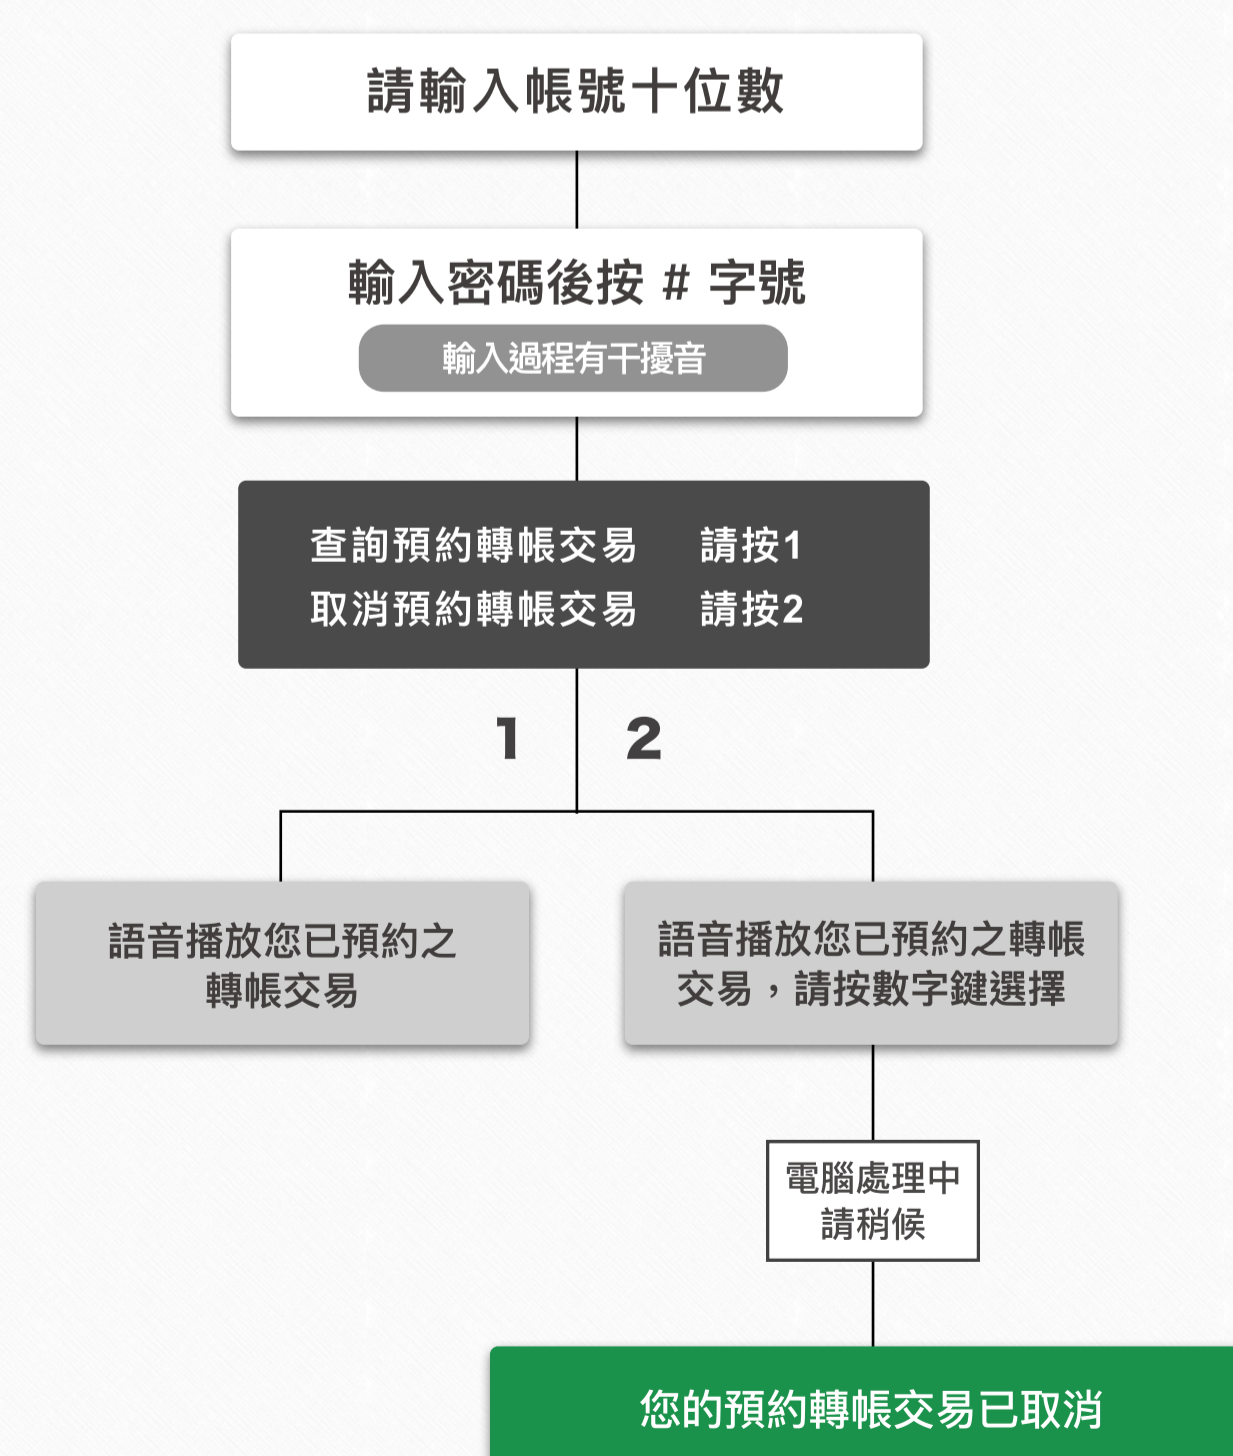 請輸入帳號十位數
輸入密碼後按 # 字號
輸入過程有干擾音
查詢預約轉帳交易 請按1
取消預約轉帳交易 請按2
1 2
語音播放您已預約之
轉帳交易
語音播放您已預約之轉帳
交易，請按數字鍵選擇
電腦處理中
請稍候
您的預約轉帳交易已取消